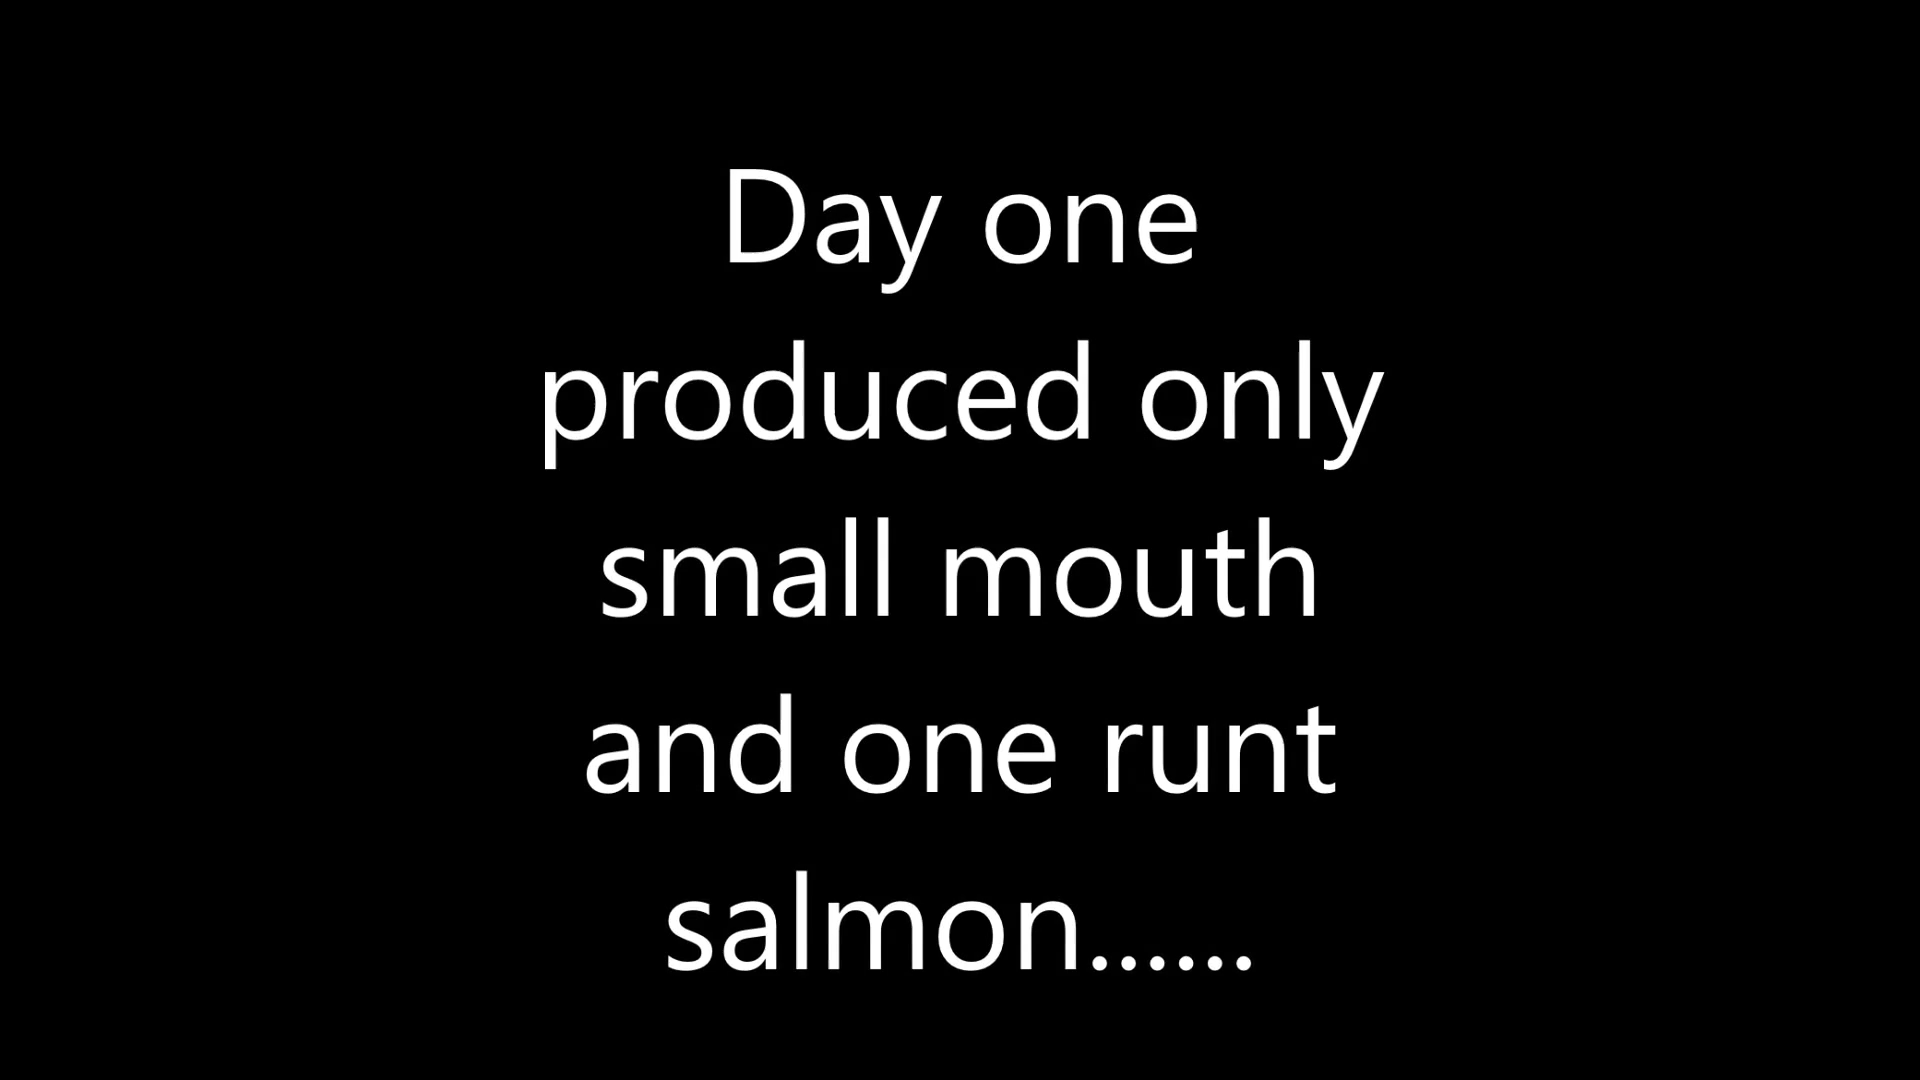 Day one
produced only
small mouth
and one runt
salmon......